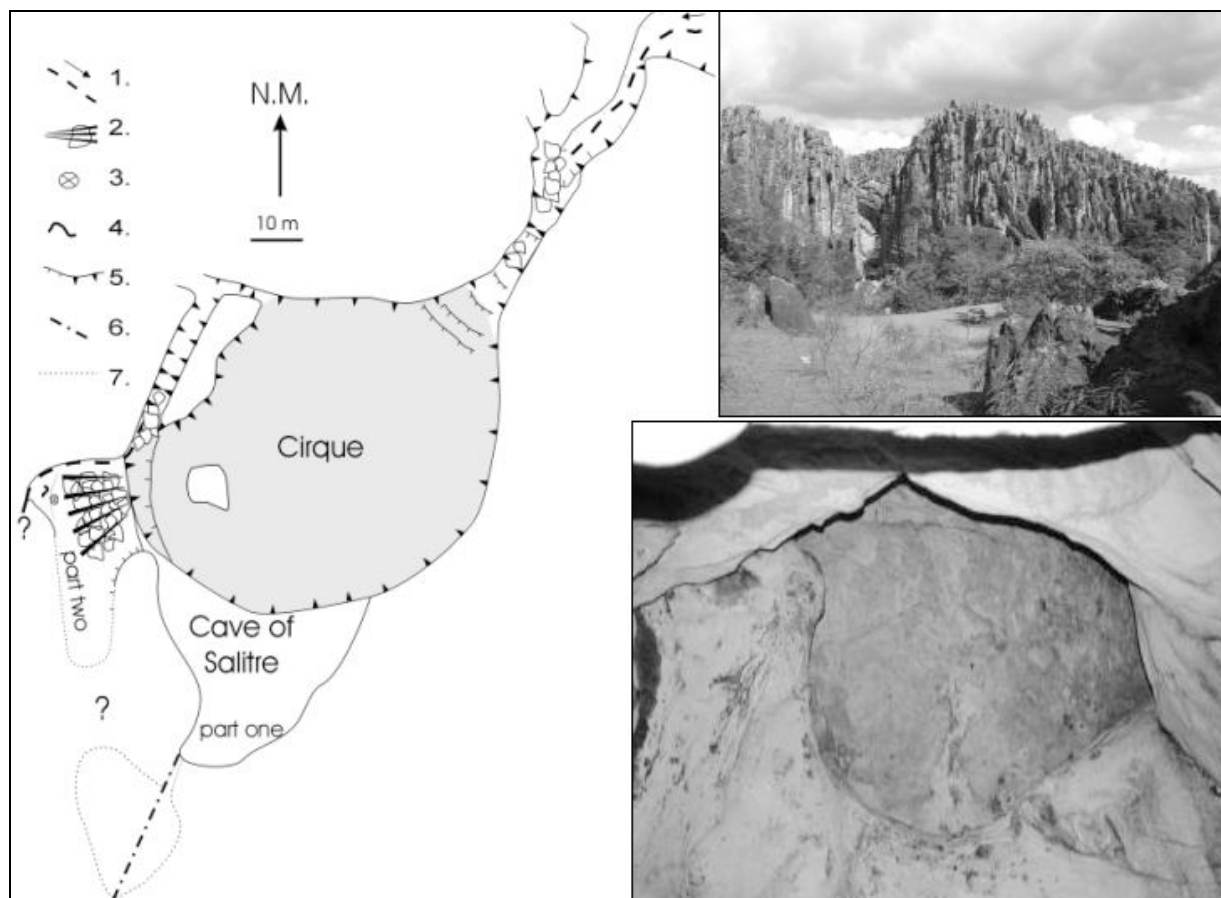 1.
2.
3.
4.
5.
6.
7.
N.M.
10 m
Cirque
?
part two
Cave of
Salitre
part one
?